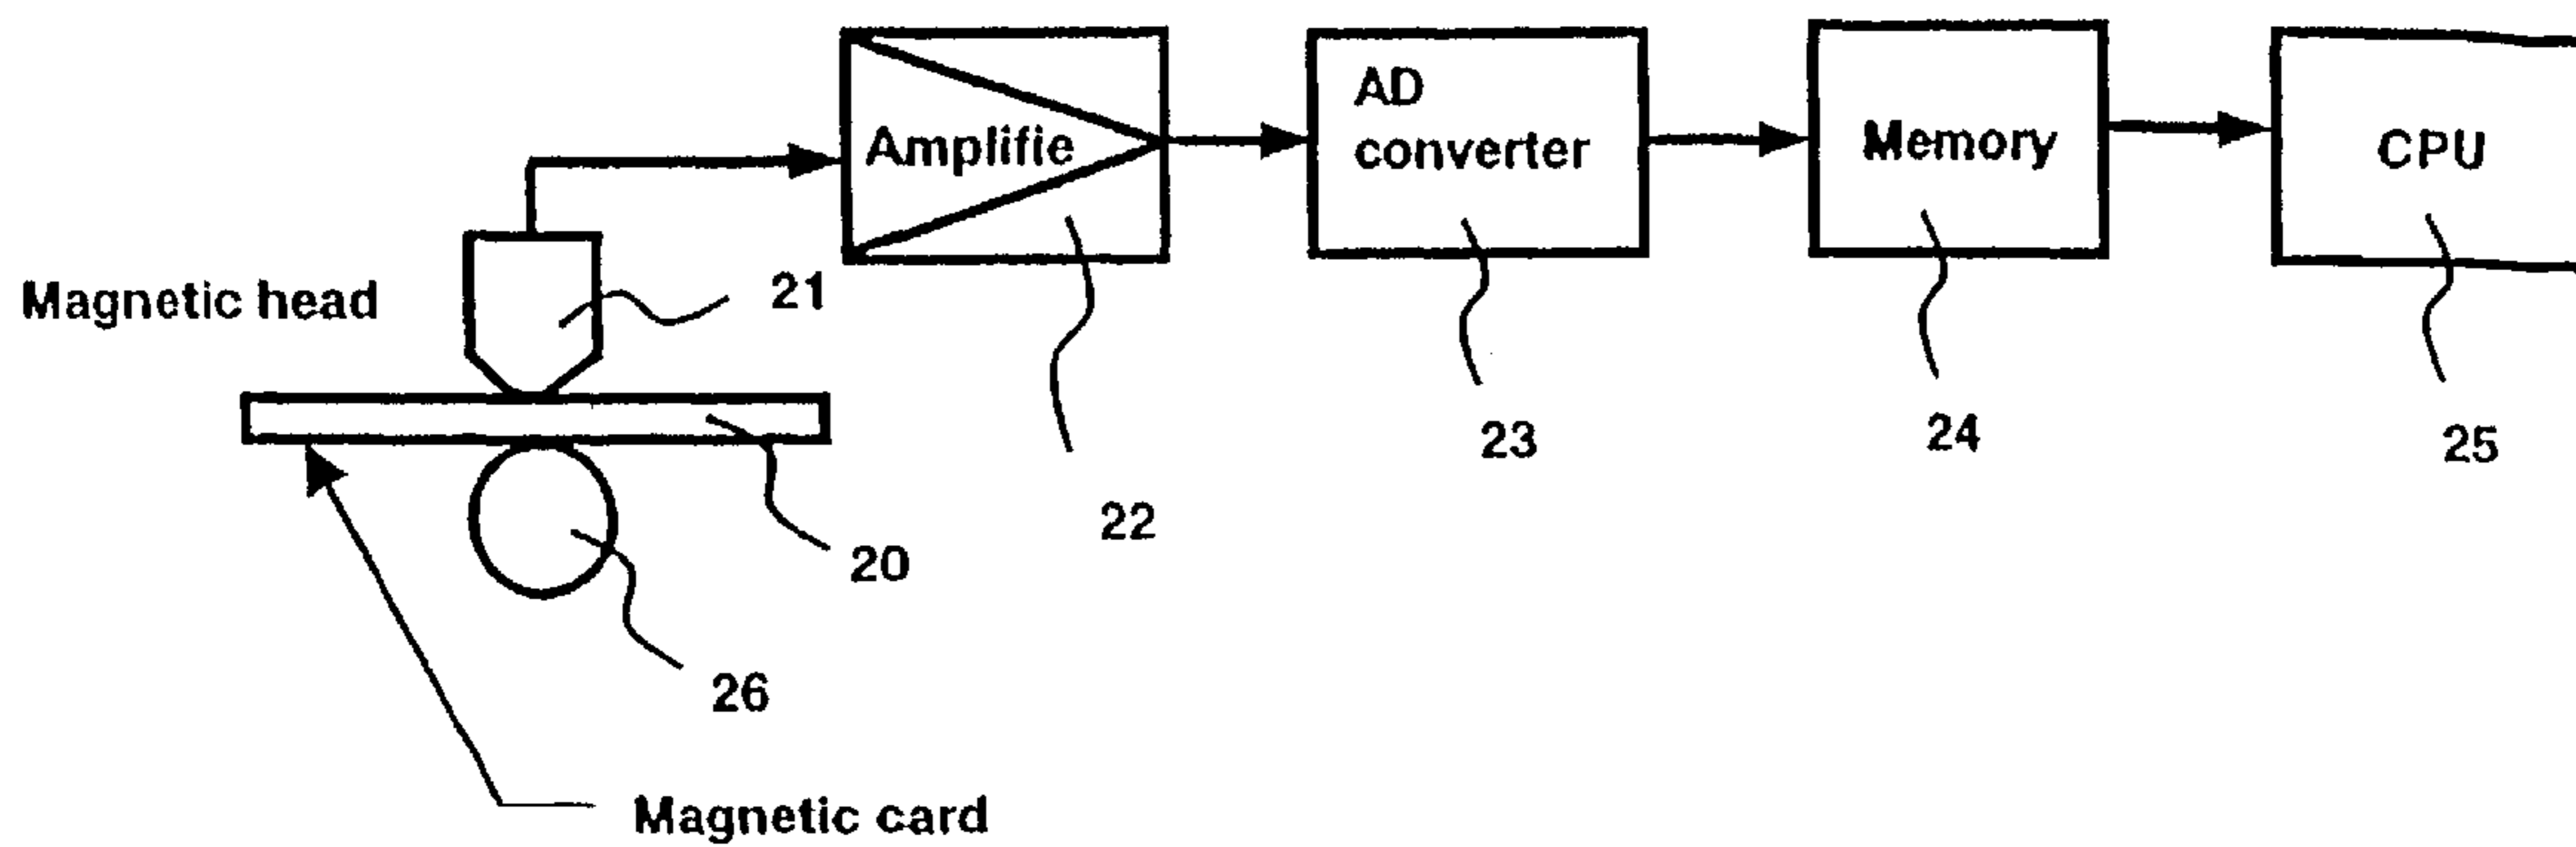 Amplifie
AD
converter
Memory
CPU
Magnetic head
21
22
23
24
25
20
26
Magnetic card